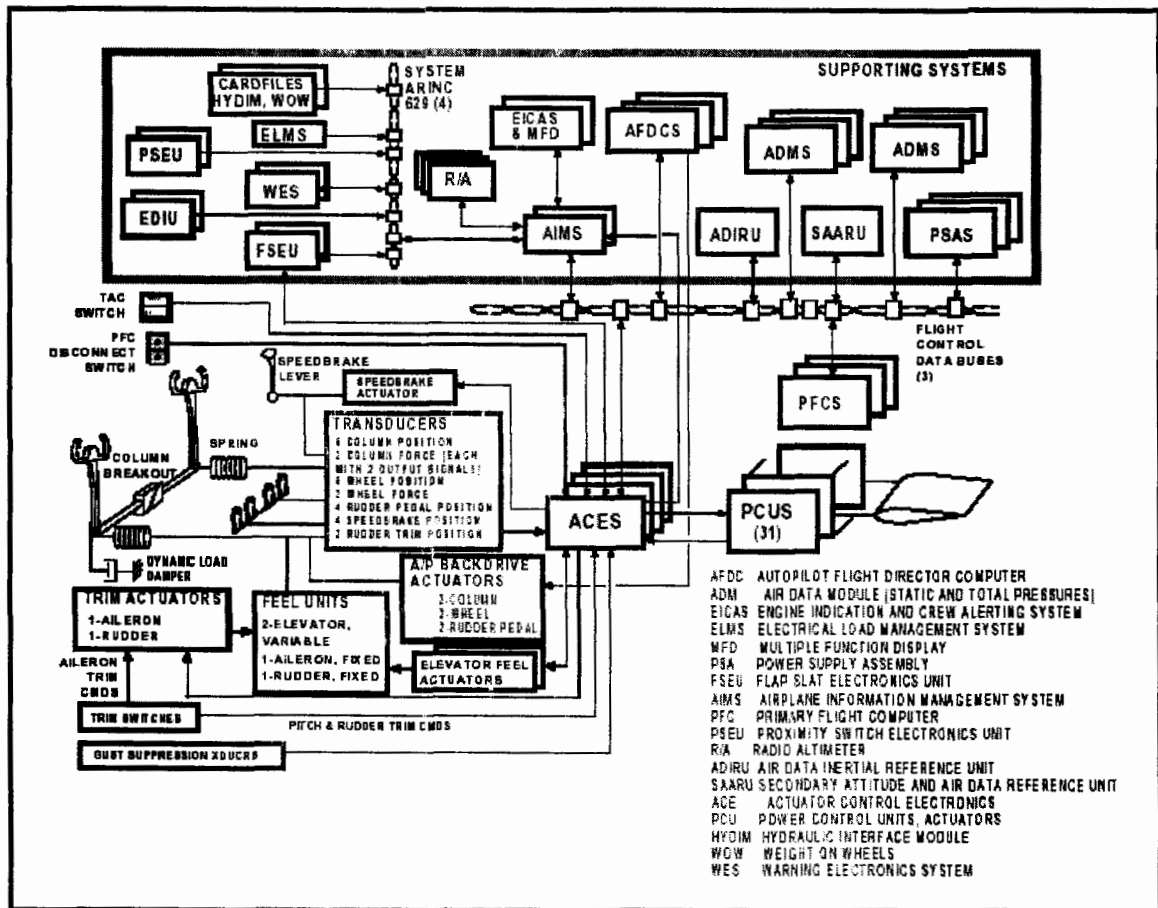 SUPPORTING SYSTEMS
CARDFILES
HYDIM, WOW
SYSTEM
ARINC
629 (4)
ELMS
PSEU
WES
EDIU
FSEU
EICAS
& MFD
R/A
AIMS
AFDCS
ADMS
ADMS
ADIRU
SAARU
PSAS
TAC
SWITCH
PFC
DISCONNECT
SWITCH
FLIGHT
CONTROL
DATA BUSES
(3)
PFCS
SPEEDBRAKE
LEVER
SPEEDBRAKE
ACTUATOR
TRANSDUCERS
6 COLUMN POSITION
2 COLUMN FORCE (EACH
WITH 2 OUTPUT SIGNALS)
6 WHEEL POSITION
2 WHEEL FORCE
4 RUDDER PEDAL POSITION
4 SPEEDBRAKE POSITION
2 RUDDER TRIM POSITION
SPRING
COLUMN
BREAKOUT
ACES
PCUS
(31)
DYNAMIC LOAD
DAMPER
A/P BACKDRIVE
ACTUATORS
2-COLUMN
2-WHEEL
2-RUDDER PEDAL
TRIM ACTUATORS
1-AILERON
1-RUDDER
FEEL UNITS
2-ELEVATOR,
VARIABLE
1-AILERON, FIXED
1-RUDDER, FIXED
ELEVATOR FEEL
ACTUATORS
AILERON
TRIM
CMDS
TRIM SWITCHES
PITCH & RUDDER TRIM CMDS
GUST SUPPRESSION XDUCRS
AFDC AUTOPILOT FLIGHT DIRECTOR COMPUTER
ADM AIR DATA MODULE (STATIC AND TOTAL PRESSURES)
EICAS ENGINE INDICATION AND CREW ALERTING SYSTEM
ELMS ELECTRICAL LOAD MANAGEMENT SYSTEM
MFD MULTIPLE FUNCTION DISPLAY
PSA POWER SUPPLY ASSEMBLY
FSEU FLAP SLAT ELECTRONICS UNIT
AIMS AIRPLANE INFORMATION MANAGEMENT SYSTEM
PFC PRIMARY FLIGHT COMPUTER
PSEU PROXIMITY SWITCH ELECTRONICS UNIT
R/A RADIO ALTIMETER
ADIRU AIR DATA INERTIAL REFERENCE UNIT
SAARU SECONDARY ATTITUDE AND AIR DATA REFERENCE UNIT
ACE ACTUATOR CONTROL ELECTRONICS
PCU POWER CONTROL UNITS, ACTUATORS
HYDIM HYDRAULIC INTERFACE MODULE
WOW WEIGHT ON WHEELS
WES WARNING ELECTRONICS SYSTEM